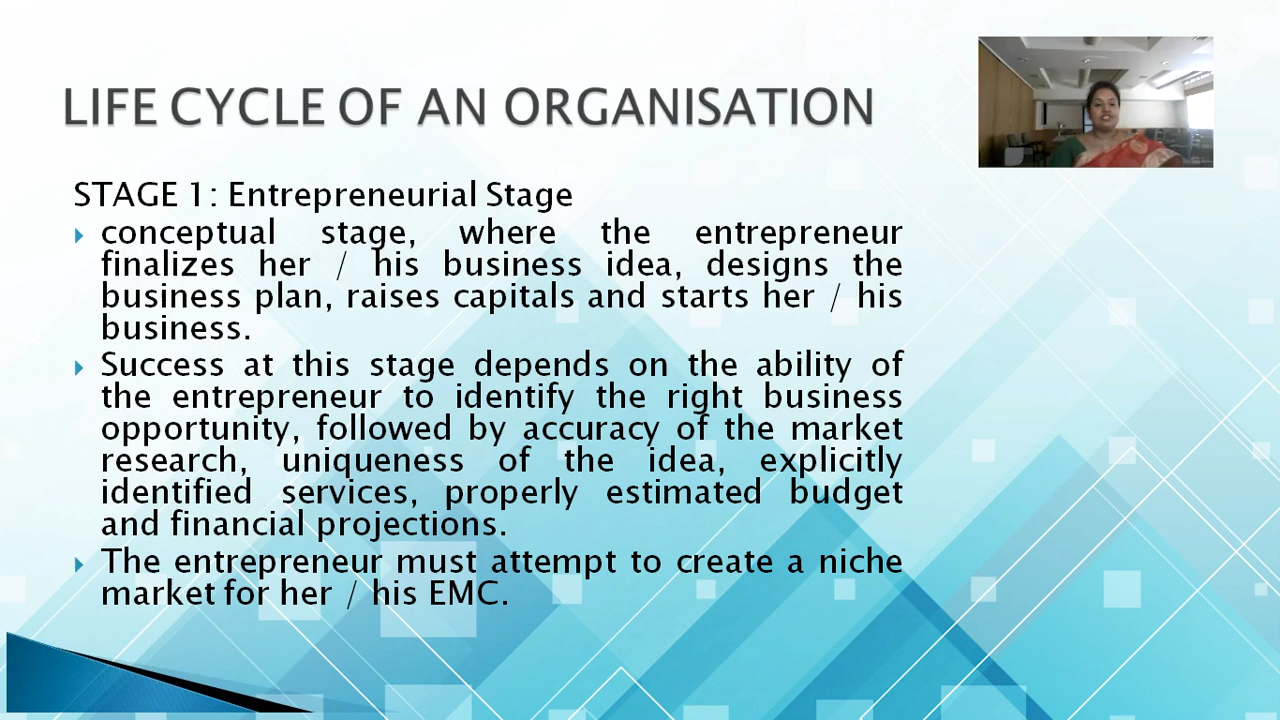 LIFE CYCLE OF AN ORGANISATION
STAGE 1: Entrepreneurial Stage
conceptual stage, where the entrepreneur
finalizes her / his business idea, designs the
business plan, raises capitals and starts her / his
business.
Success at this stage depends on the ability of
the entrepreneur to identify the right business
opportunity, followed by accuracy of the market
research, uniqueness of the idea, explicitly
identified services, properly estimated budget
and financial projections.
The entrepreneur must attempt to create a niche
market for her / his EMC.